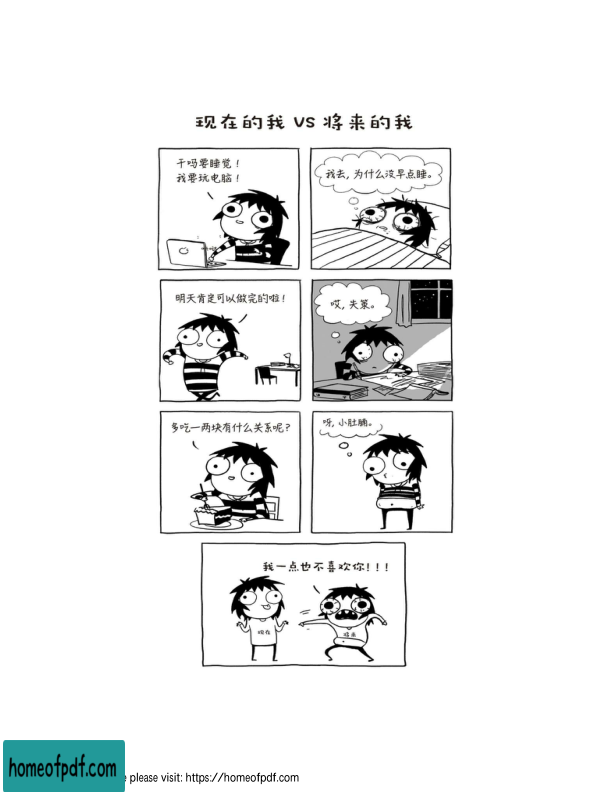 现在的我 VS 将来的我
干吗要睡觉！
我要玩电脑！
我去，为什么没早点睡。
明天肯定可以做完的啦！
哎，失策。
多吃一两块有什么关系呢？
呀，小肚腩。
我一点也不喜欢你！！！
现在
将来
homeofpdf.com
e please visit: https://homeofpdf.com